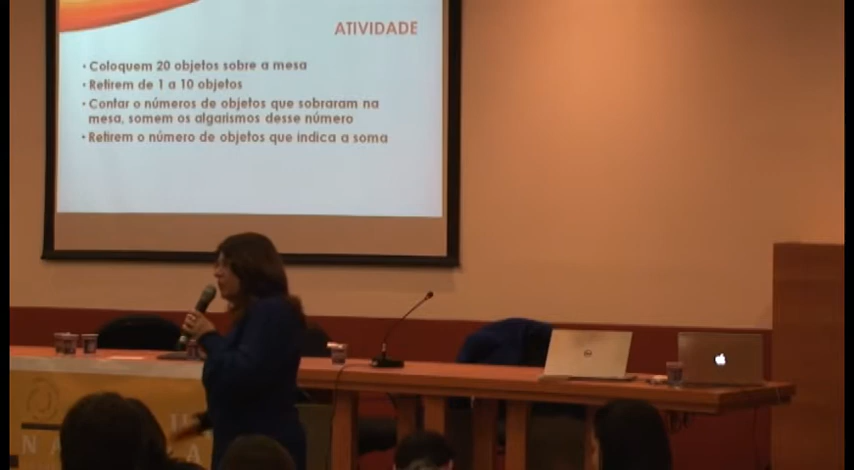 ATIVIDADE
• Coloquem 20 objetos sobre a mesa
• Retirem de 1 a 10 objetos
• Contar o números de objetos que sobraram na
mesa, somem os algarismos desse número
• Retirem o número de objetos que indica a soma
DELL